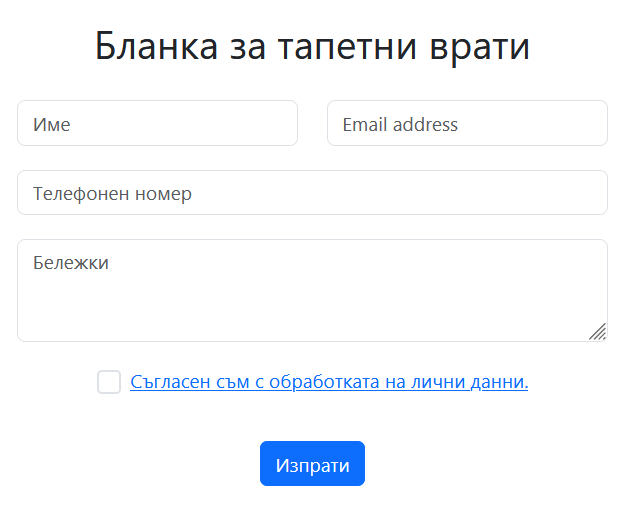 Бланка за тапетни врати
Име
Email address
Телефонен номер
Бележки
Съгласен съм с обработката на лични данни.
Изпрати